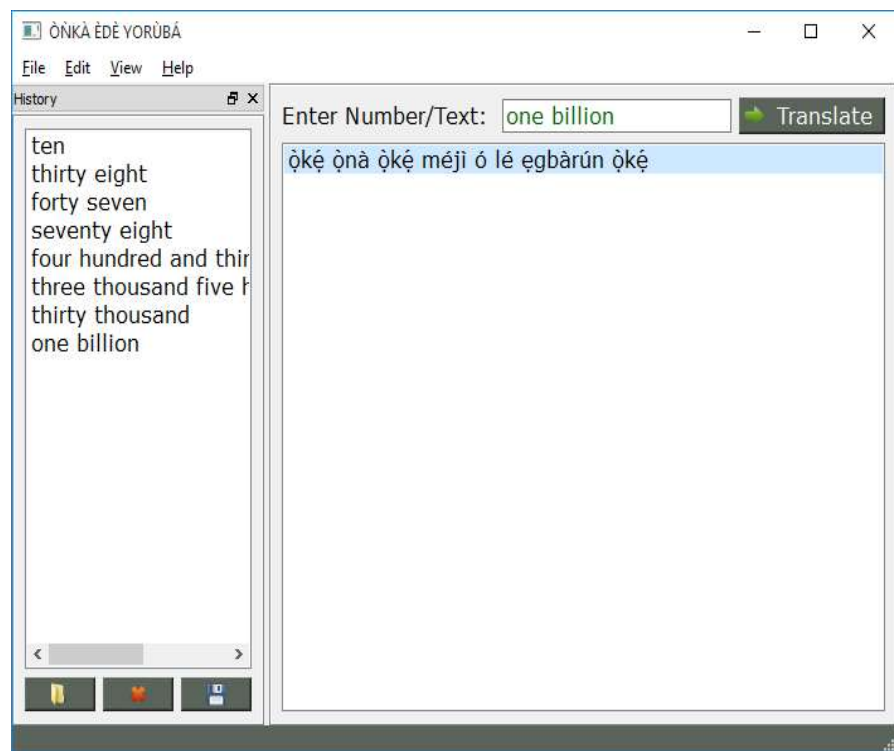 ÒǸKÀ ÈDÈ YORÙBÁ
File Edit View Help
History
ten
thirty eight
forty seven
seventy eight
four hundred and
three thousand five
thirty thousand
one billion
Enter Number/Text: one billion Translate
ọ̀kẹ́ ọ̀nà ọ̀kẹ́ méjì ó lé ẹgbàrún ọ̀kẹ́